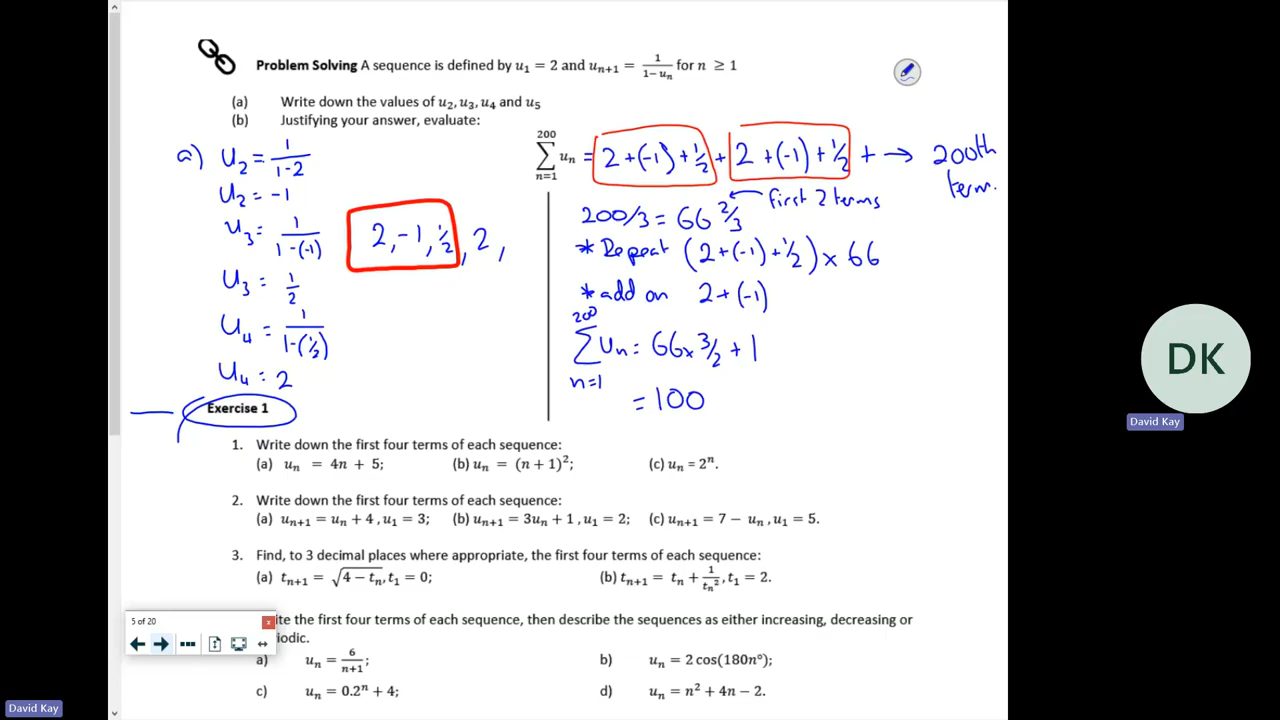 Problem Solving A sequence is defined by u₁ = 2 and uₙ₊₁ = 1/(1− uₙ) for n ≥ 1
(a) Write down the values of u₂, u₃, u₄ and u₅
(b) Justifying your answer, evaluate:
a) U₂ = 1/(1-2)
U₂ = -1
U₃ = 1/(1-(-1))
U₃ = 1/2
U₄ = 1/(1-(1/2))
U₄ = 2
2, -1, 1/2, 2,
200 ∑ n=1 uₙ = 2 +(-1) +1/2 + 2 +(-1) +1/2 + → 200th term.
200/3 = 66 2/3 ← first 2 terms
* Repeat (2 +(-1) +1/2) × 66
* add on 2 + (-1)
200 ∑ n=1 Uₙ = 66 × 3/2 + 1
= 100
Exercise 1
1. Write down the first four terms of each sequence:
(a) uₙ = 4n + 5; (b) uₙ = (n + 1)²; (c) uₙ = 2ⁿ.
2. Write down the first four terms of each sequence:
(a) uₙ₊₁ = uₙ + 4 , u₁ = 3; (b) uₙ₊₁ = 3uₙ + 1 , u₁ = 2; (c) uₙ₊₁ = 7 − uₙ , u₁ = 5.
3. Find, to 3 decimal places where appropriate, the first four terms of each sequence:
(a) tₙ₊₁ = √(4 − tₙ), t₁ = 0; (b) tₙ₊₁ = tₙ + 1/tₙ², t₁ = 2.
ite the first four terms of each sequence, then describe the sequences as either increasing, decreasing or
iodic.
a) uₙ = 6/(n+1); b) uₙ = 2 cos(180n°);
c) uₙ = 0.2ⁿ + 4; d) uₙ = n² + 4n − 2.
5 of 20
DK
David Kay
David Kay